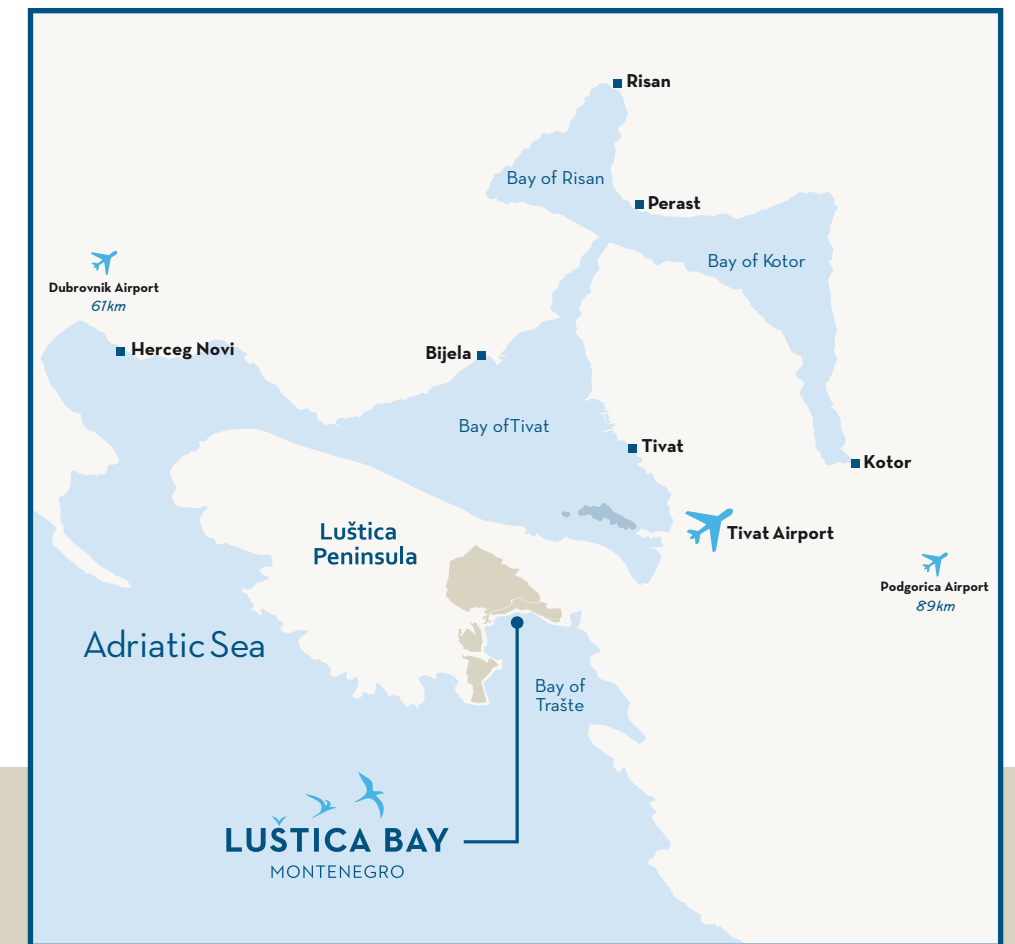 Risan
Bay of Risan
Perast
Bay of Kotor
Dubrovnik Airport
61km
Herceg Novi
Bijela
Bay ofTivat
Tivat
Kotor
Luštica
Peninsula
Tivat Airport
Podgorica Airport
89km
Adriatic Sea
Bay of
Trašte
LUŠTICA BAY
MONTENEGRO